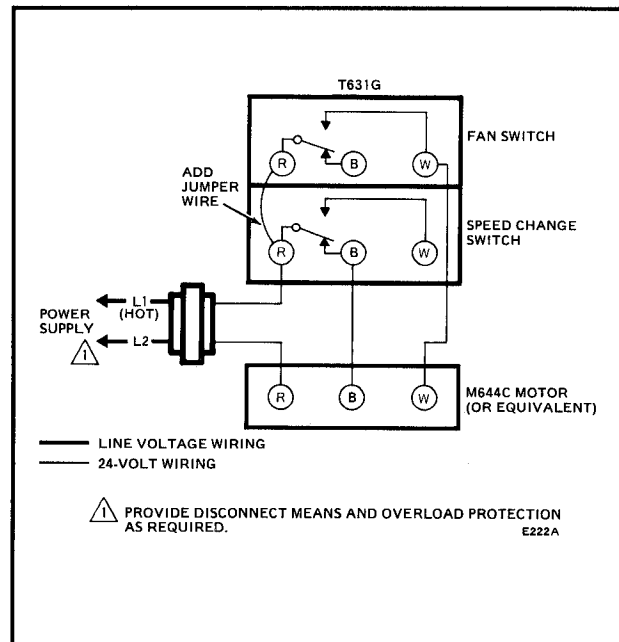 T631G
FAN SWITCH
R
B
W
ADD
JUMPER
WIRE
SPEED CHANGE
SWITCH
R
B
W
L1
(HOT)
POWER
SUPPLY
L2
1
R
B
W
M644C MOTOR
(OR EQUIVALENT)
LINE VOLTAGE WIRING
24-VOLT WIRING
1 PROVIDE DISCONNECT MEANS AND OVERLOAD PROTECTION
AS REQUIRED.
E222A